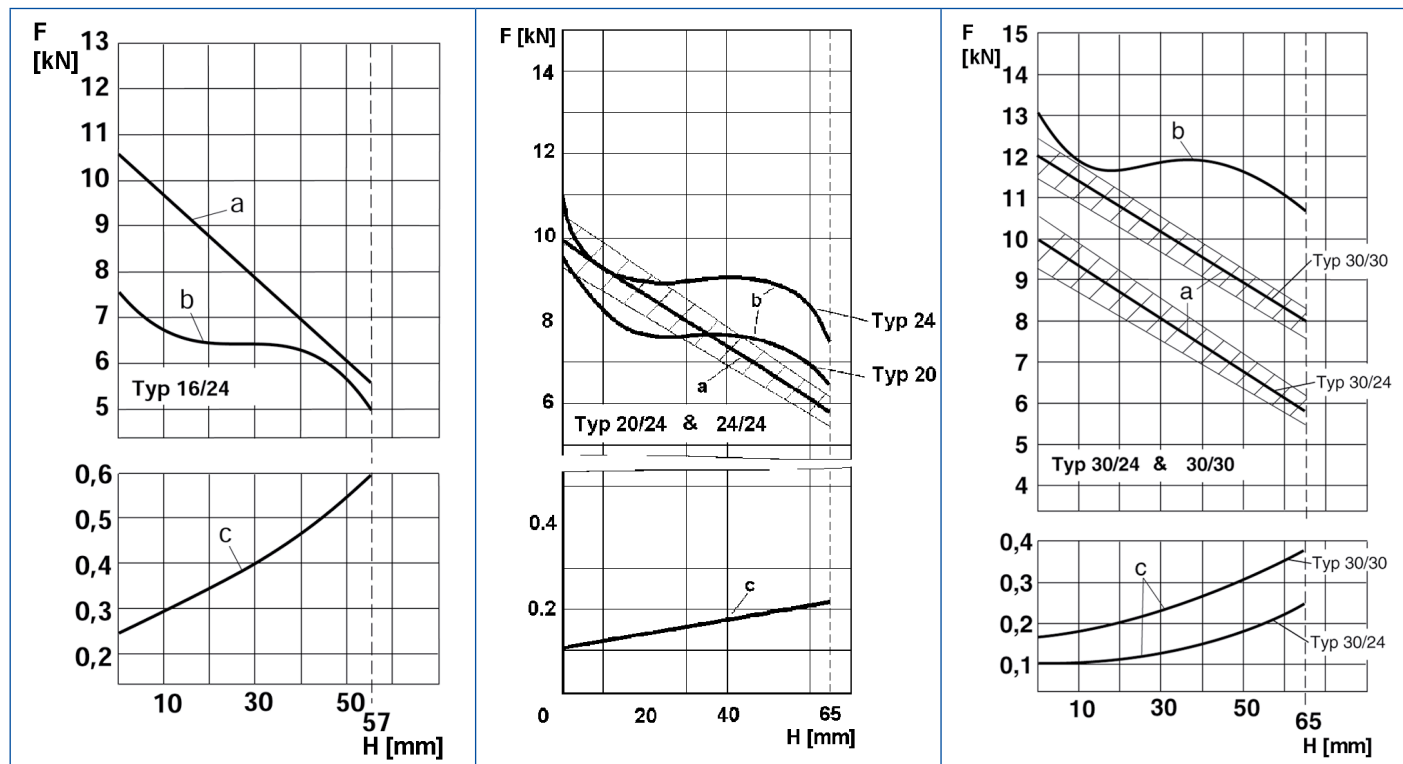 F
[kN]
13
12
11
10
9
8
7
6
5
a
b
Typ 16/24
0,6
0,5
0,4
0,3
0,2
c
10 30 50
57
H [mm]
F [kN]
14
12
10
8
6
b
a
Typ 24
Typ 20
Typ 20/24 & 24/24
0.4
0.2
c
0 20 40 65
H [mm]
F
[kN]
15
14
13
12
11
10
9
8
7
6
5
4
b
a
Typ 30/30
Typ 30/24
Typ 30/24 & 30/30
0,4
0,3
0,2
0,1
c
Typ 30/30
Typ 30/24
10 30 50
65
H [mm]